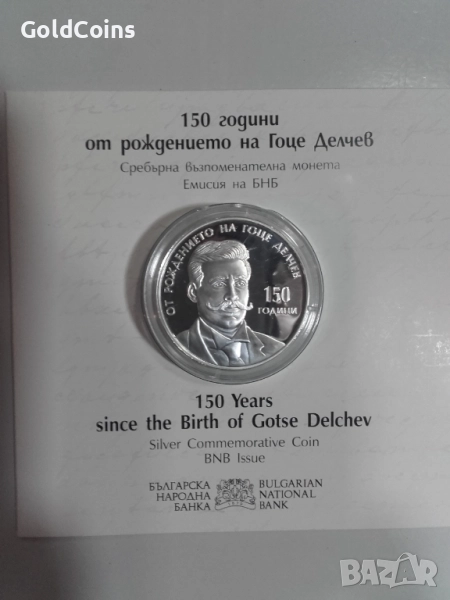 GoldCoins
150 години
от рождението на Гоце Делчев
Сребърна възпоменателна монета
Емисия на БНБ
ОТ РОЖДЕНИЕТО НА ГОЦЕ ДЕЛЧЕВ
150
ГОДИНИ
150 Years
since the Birth of Gotse Delchev
Silver Commemorative Coin
BNB Issue
БЪЛГАРСКА
НАРОДНА
БАНКА
BULGARIAN
NATIONAL
BANK
BAZAR